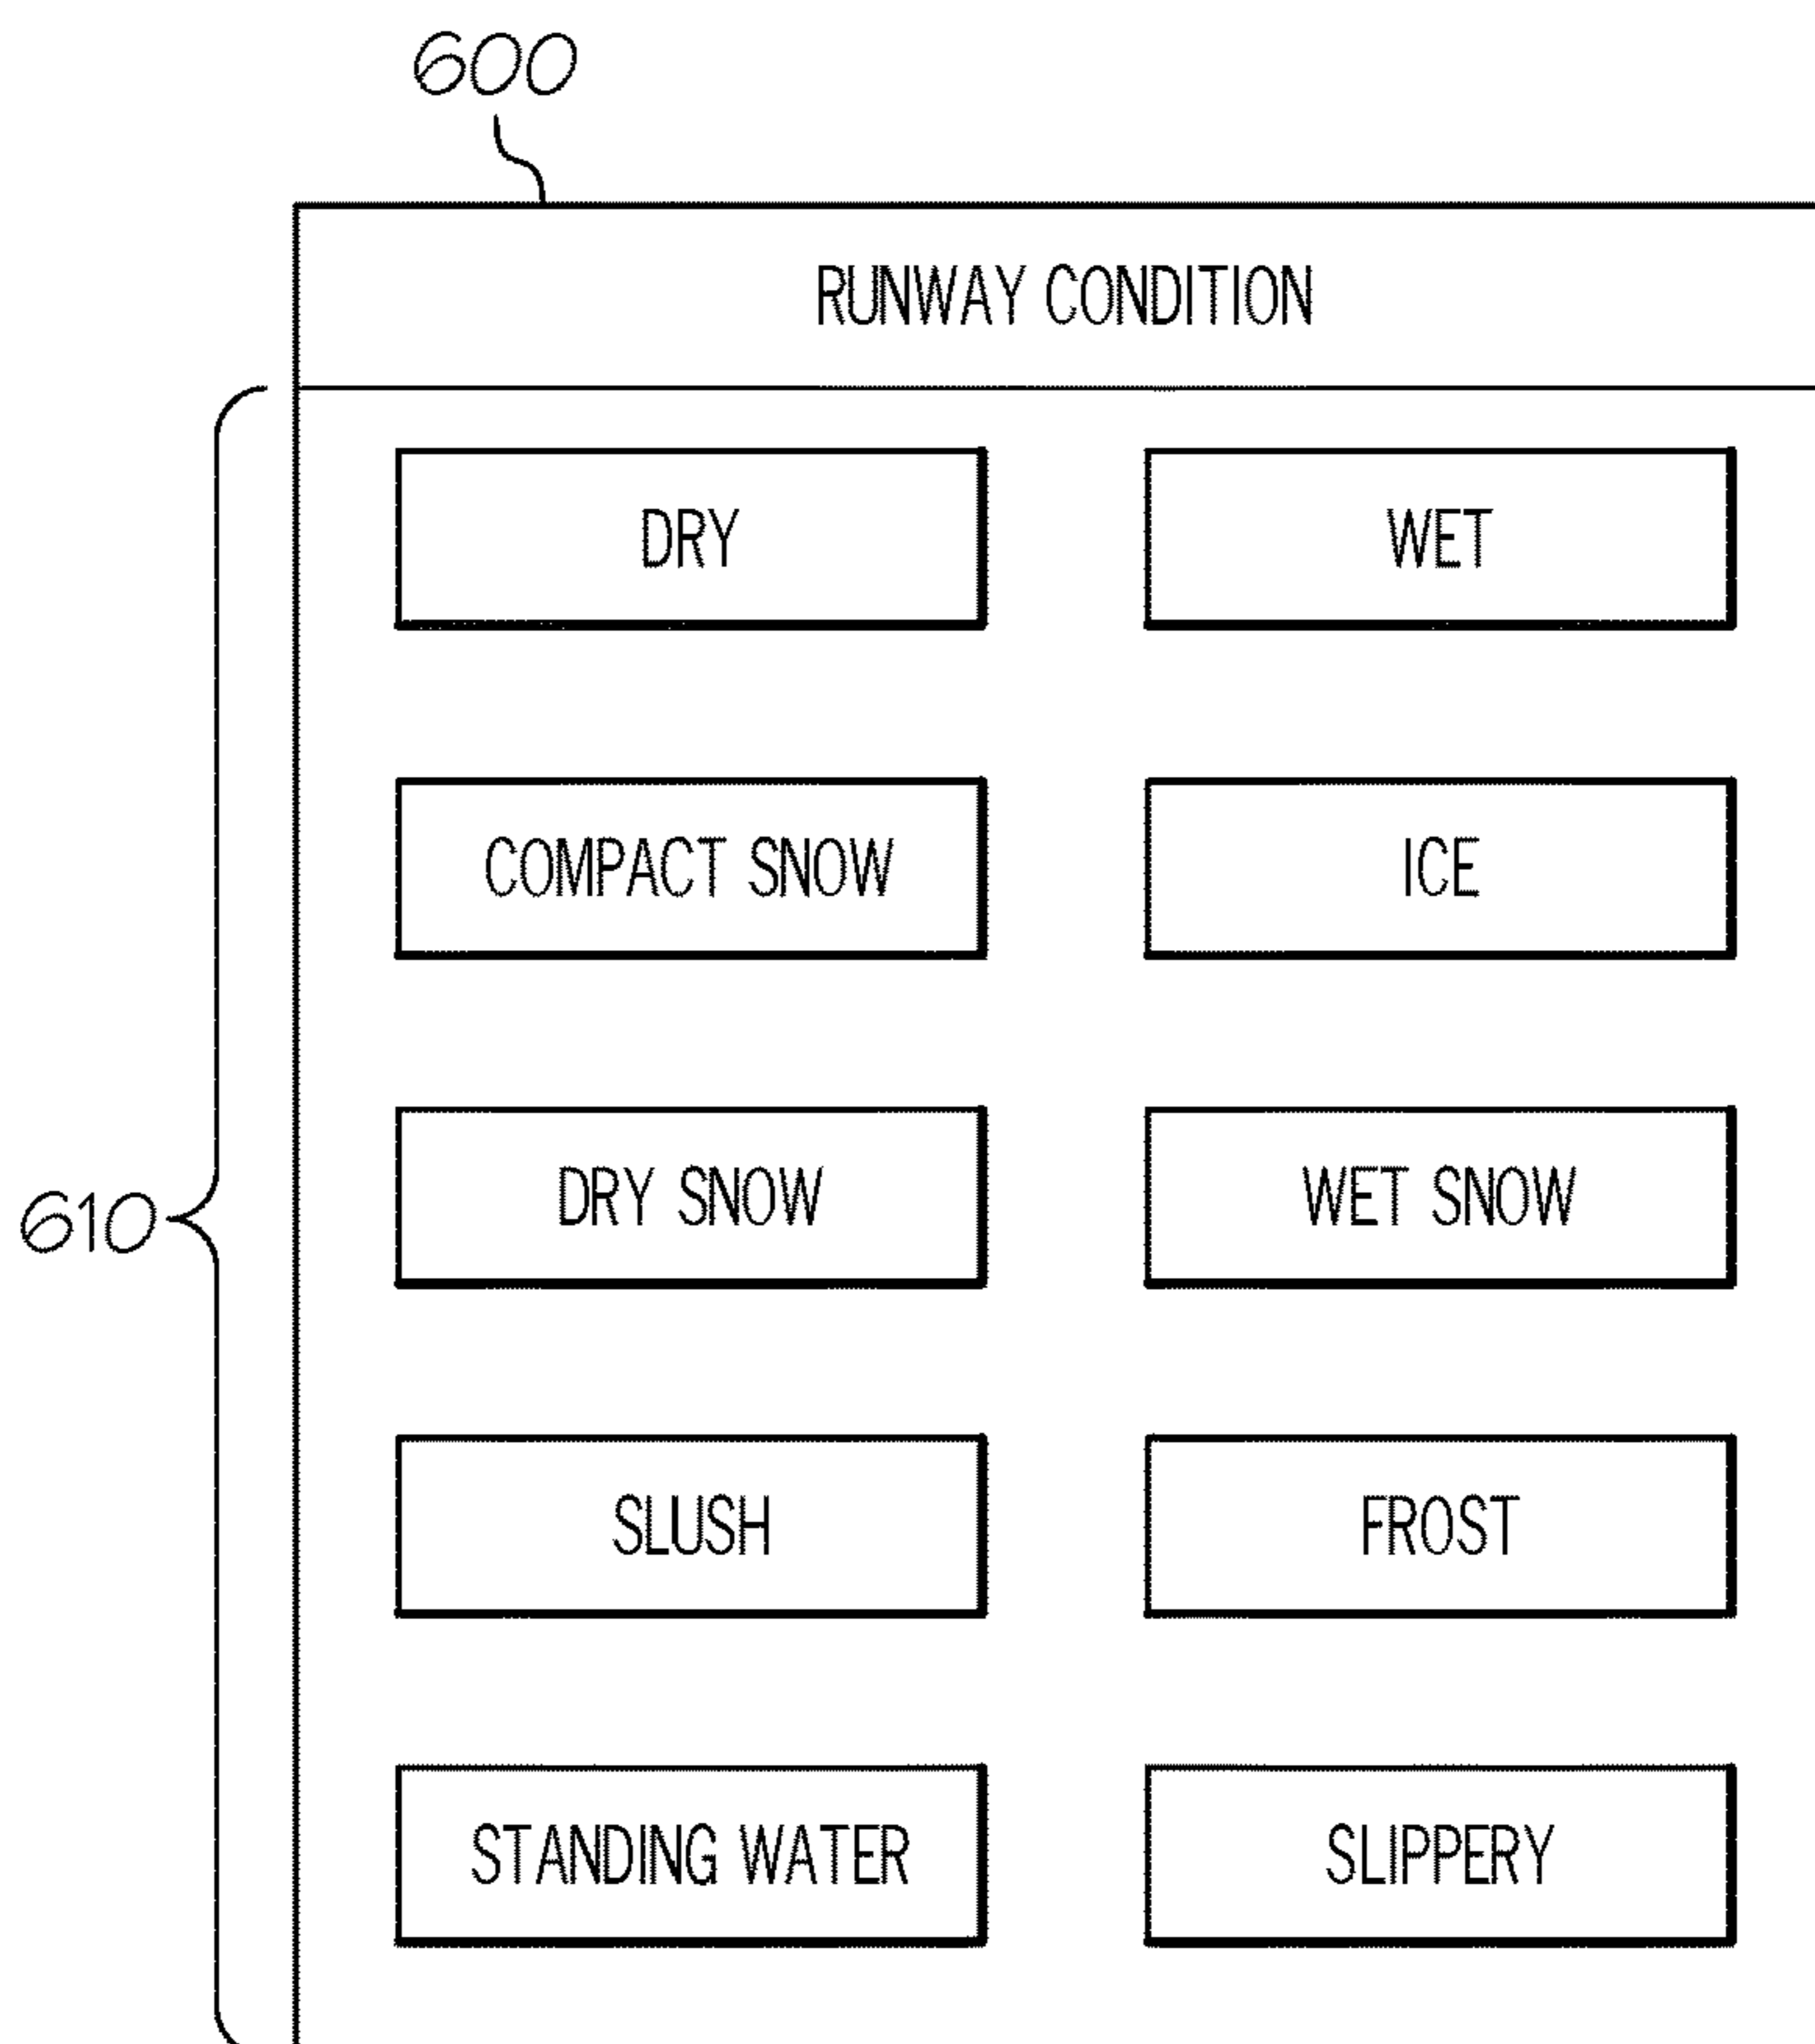 600
RUNWAY CONDITION
DRY WET
COMPACT SNOW ICE
DRY SNOW WET SNOW
610
SLUSH FROST
STANDING WATER SLIPPERY